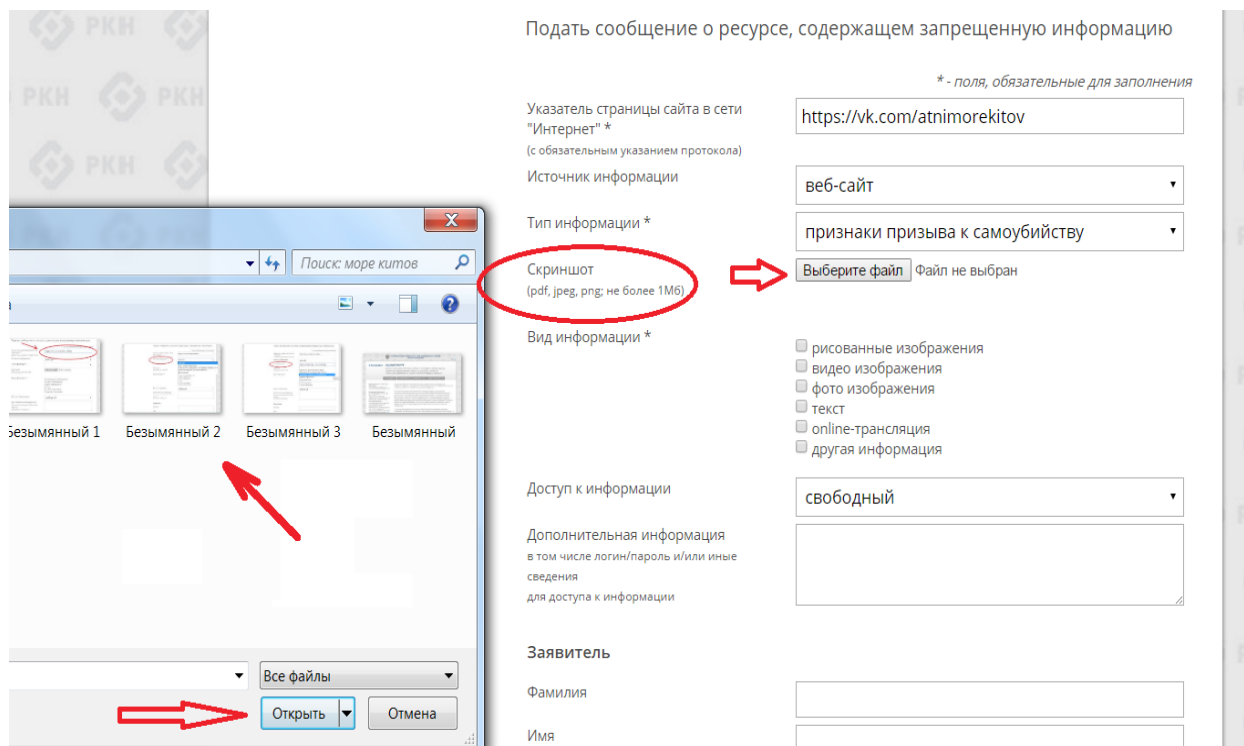 РКН
РКН
РКН
РКН
Подать сообщение о ресурсе, содержащем запрещенную информацию
* - поля, обязательные для заполнения
Указатель страницы сайта в сети
"Интернет" *
(с обязательным указанием протокола)
https://vk.com/atnimorekitov
Источник информации
веб-сайт
Тип информации *
признаки призыва к самоубийству
Скриншот
(pdf, jpeg, png; не более 1Мб)
Выберите файл Файл не выбран
Вид информации *
рисованные изображения
видео изображения
фото изображения
текст
online-трансляция
другая информация
Доступ к информации
свободный
Дополнительная информация
в том числе логин/пароль и/или иные
сведения
для доступа к информации
Заявитель
Фамилия
Имя
X
Поиск: море китов
?
Безымянный 1 Безымянный 2 Безымянный 3 Безымянный
Все файлы
Открыть Отмена